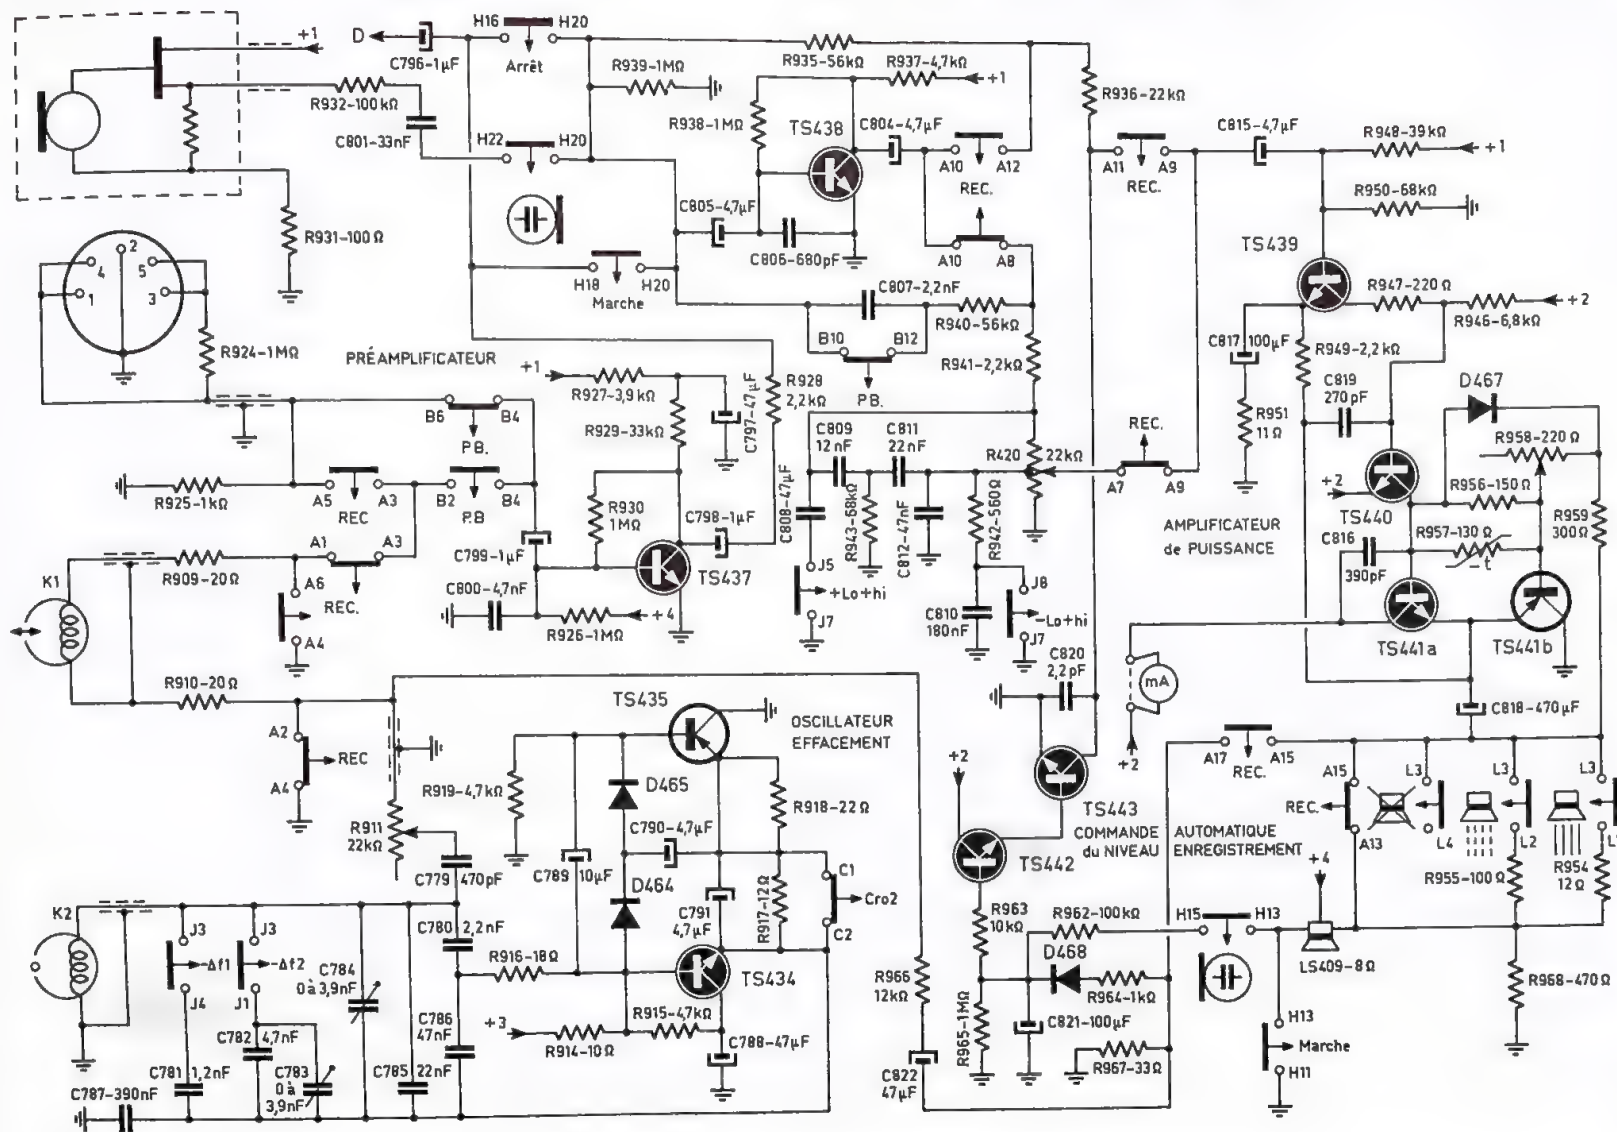 +1
D
C796-1µF
H16
H20
Arrêt
R932-100kΩ
C801-33nF
H22
H20
R939-1MΩ
R935-56kΩ
R937-4,7kΩ
+1
R938-1MΩ
TS438
C804-4,7µF
A10
A12
REC.
R936-22kΩ
A11
A9
REC.
C815-4,7µF
R948-39kΩ
+1
R950-68kΩ
R931-100Ω
2
4
5
1
3
C805-4,7µF
C806-680pF
A10
A8
H18
H20
Marche
C807-2,2nF
R940-56kΩ
B10
B12
P.B.
R941-2,2kΩ
TS439
R947-220Ω
+2
R946-6,8kΩ
C817
100µF
R949-2,2kΩ
C819
270pF
D467
R951
11Ω
R958-220Ω
R924-1MΩ
PRÉAMPLIFICATEUR
+1
R927-3,9kΩ
R929-33kΩ
C797-47µF
R928
2,2kΩ
B6
B4
P.B.
R925-1kΩ
A5
A3
REC
B2
B4
P.B
R930
1MΩ
C798-1µF
C799-1µF
TS437
C800-4,7nF
R926-1MΩ
+4
C809
12nF
C811
22nF
R420
22kΩ
REC.
A7
A9
C808-47µF
R943-68kΩ
C812-47nF
R942-560Ω
J5
+Lo+hi
J7
C810
180nF
J8
-Lo+hi
J7
AMPLIFICATEUR
de PUISSANCE
+2
TS440
R956-150Ω
C816
390pF
R957-130Ω
-t
R959
300Ω
TS441a
TS441b
K1
R909-20Ω
A1
A3
REC.
A6
A4
R910-20Ω
A2
REC
A4
C820
2,2pF
mA
+2
C818-470µF
TS435
OSCILLATEUR
EFFACEMENT
R919-4,7kΩ
D465
R918-22Ω
C790-4,7µF
R911
22kΩ
C779
470pF
C789
10µF
D464
C791
4,7µF
R917-12Ω
C1
Cro2
C2
+2
TS443
TS442
COMMANDE
AUTOMATIQUE
du NIVEAU
ENREGISTREMENT
A17
A15
REC.
A15
REC.
A13
L3
L4
L3
L2
L3
R955-100Ω
R954
12Ω
+4
K2
J3
-Δf1
J4
J3
-Δf2
J1
C784
0à3,9nF
C780
2,2nF
R916-18Ω
TS434
C786
47nF
R915-4,7kΩ
+3
R914-10Ω
C788-47µF
C782
4,7nF
C781
1,2nF
C783
0 à
3,9nF
C785
22nF
C787-390nF
R963
10kΩ
R962-100kΩ
D468
R964-1kΩ
R966
12kΩ
R965-1MΩ
C821-100µF
R967-33Ω
C822
47µF
H15
H13
LS409-8Ω
R968-470Ω
H13
Marche
H11